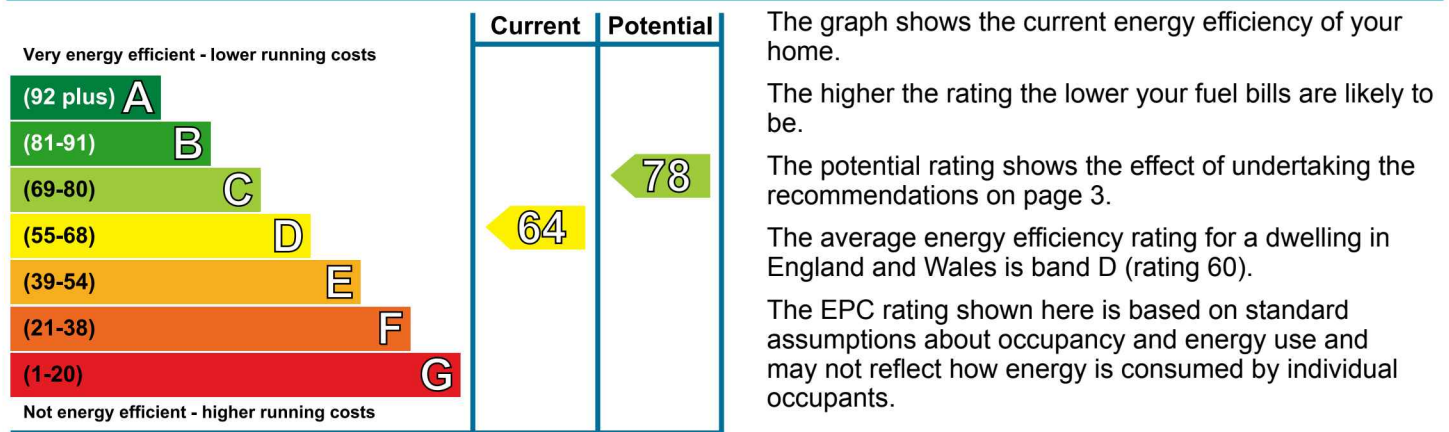 Current Potential
Very energy efficient - lower running costs
(92 plus) A
(81-91) B
(69-80) C
78
(55-68) D
64
(39-54) E
(21-38) F
(1-20) G
Not energy efficient - higher running costs
The graph shows the current energy efficiency of your
home.
The higher the rating the lower your fuel bills are likely to
be.
The potential rating shows the effect of undertaking the
recommendations on page 3.
The average energy efficiency rating for a dwelling in
England and Wales is band D (rating 60).
The EPC rating shown here is based on standard
assumptions about occupancy and energy use and
may not reflect how energy is consumed by individual
occupants.